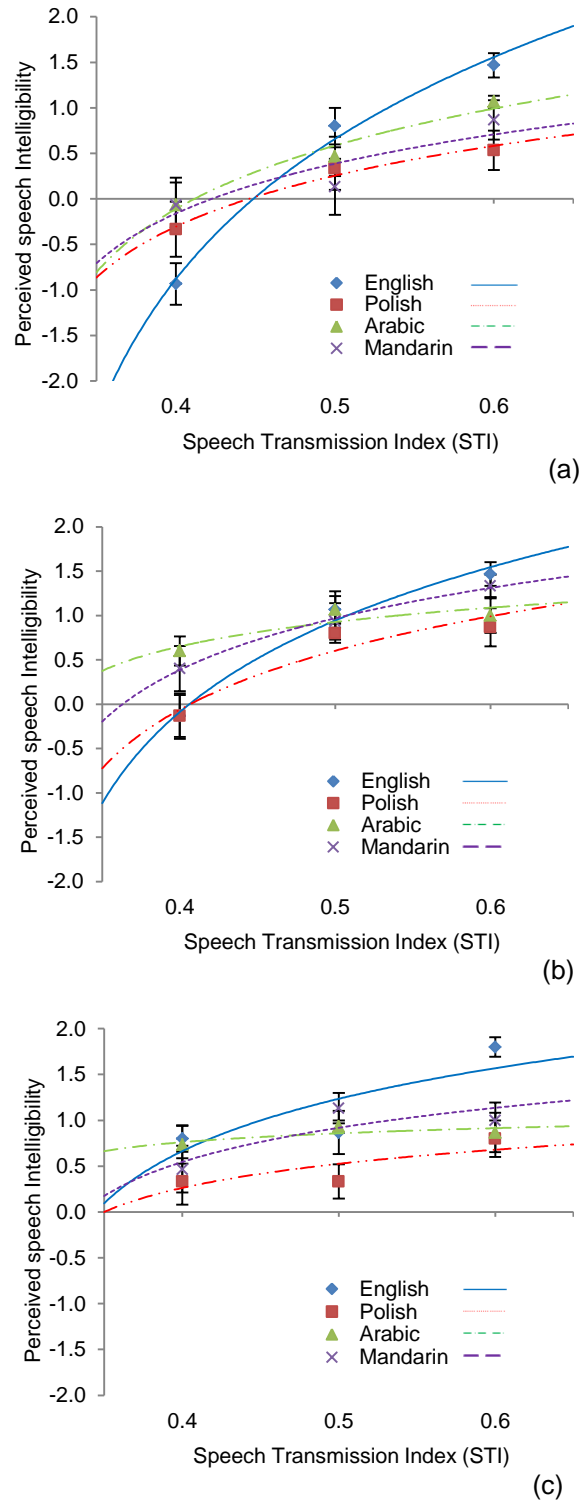 2.0
1.5
1.0
0.5
0.0
-0.5
-1.0
-1.5
-2.0
Perceived speech Intelligibility
English
Polish
Arabic
Mandarin
0.4 0.5 0.6
Speech Transmission Index (STI)
(a)
2.0
1.5
1.0
0.5
0.0
-0.5
-1.0
-1.5
-2.0
Perceived speech Intelligibility
English
Polish
Arabic
Mandarin
0.4 0.5 0.6
Speech Transmission Index (STI)
(b)
2.0
1.5
1.0
0.5
0.0
-0.5
-1.0
-1.5
-2.0
Perceived speech Intelligibility
English
Polish
Arabic
Mandarin
0.4 0.5 0.6
Speech Transmission Index (STI)
(c)